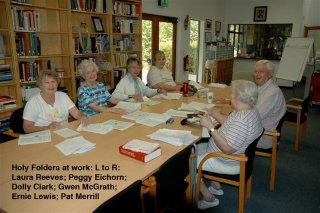 Holy Folders at work: L to R:
Laura Reeves; Peggy Eichorn;
Dolly Clark; Gwen McGrath;
Ernie Lewis; Pat Merrill